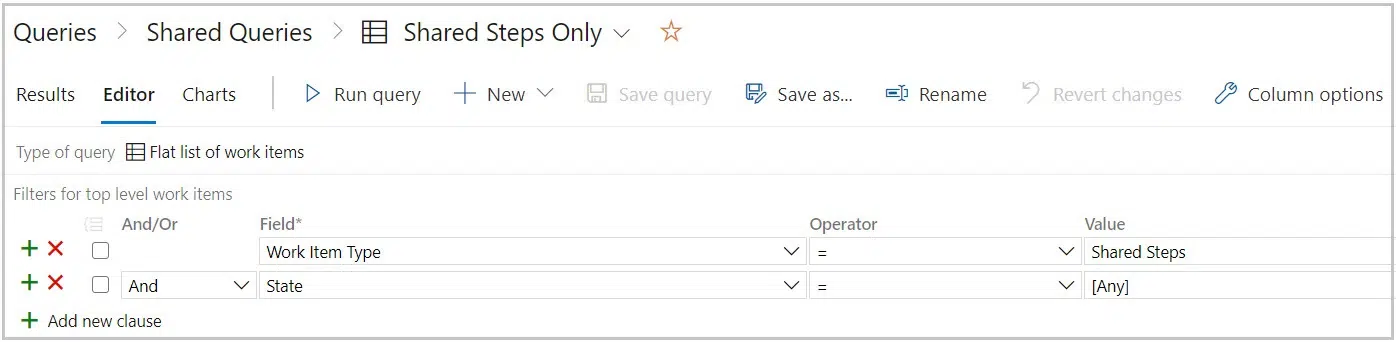 Queries > Shared Queries > Shared Steps Only
Results Editor Charts Run query New Save query Save as... Rename Revert changes Column options
Type of query Flat list of work items
Filters for top level work items
And/Or Field* Operator Value
Work Item Type = Shared Steps
And State = [Any]
Add new clause